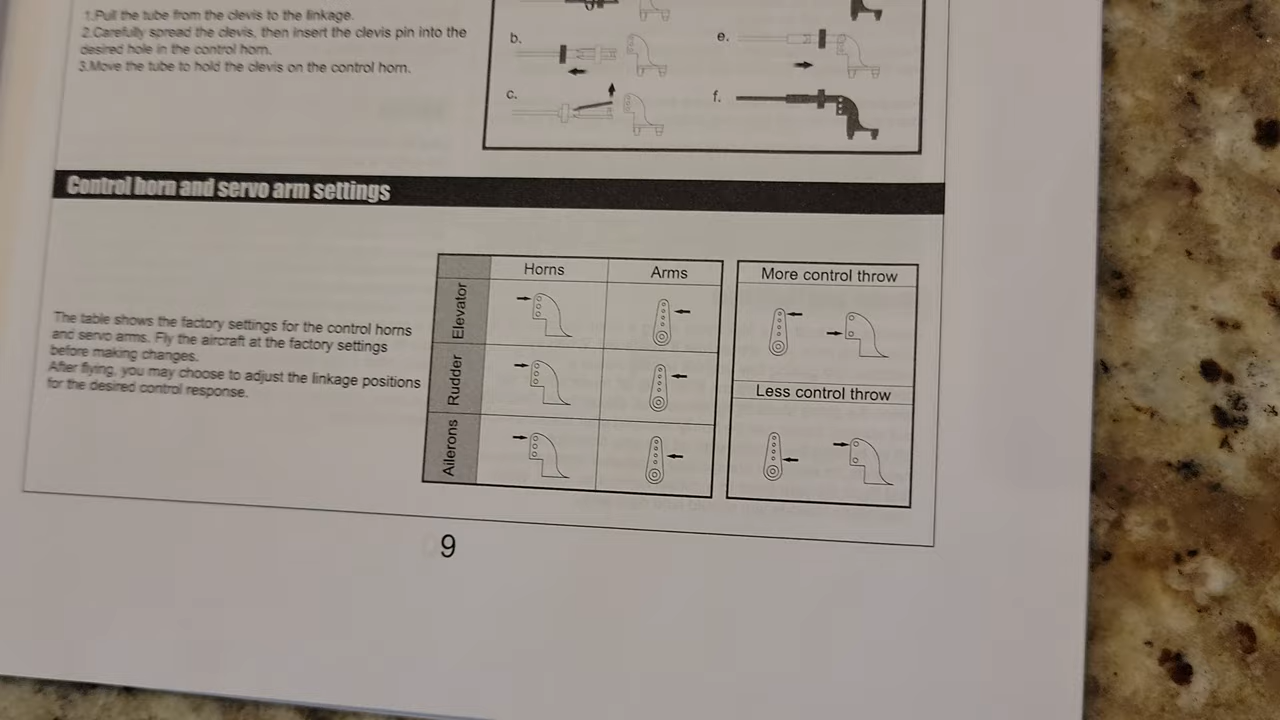 1.Pull the tube from the clevis to the linkage.
2.Carefully spread the clevis, then insert the clevis pin into the
desired hole in the control horn.
3.Move the tube to hold the clevis on the control horn.
b.
e.
c.
f.
Control horn and servo arm settings
The table shows the factory settings for the control horns
and servo arms. Fly the aircraft at the factory settings
before making changes.
After flying, you may choose to adjust the linkage positions
for the desired control response.
Horns
Arms
Elevator
Rudder
Ailerons
More control throw
Less control throw
9